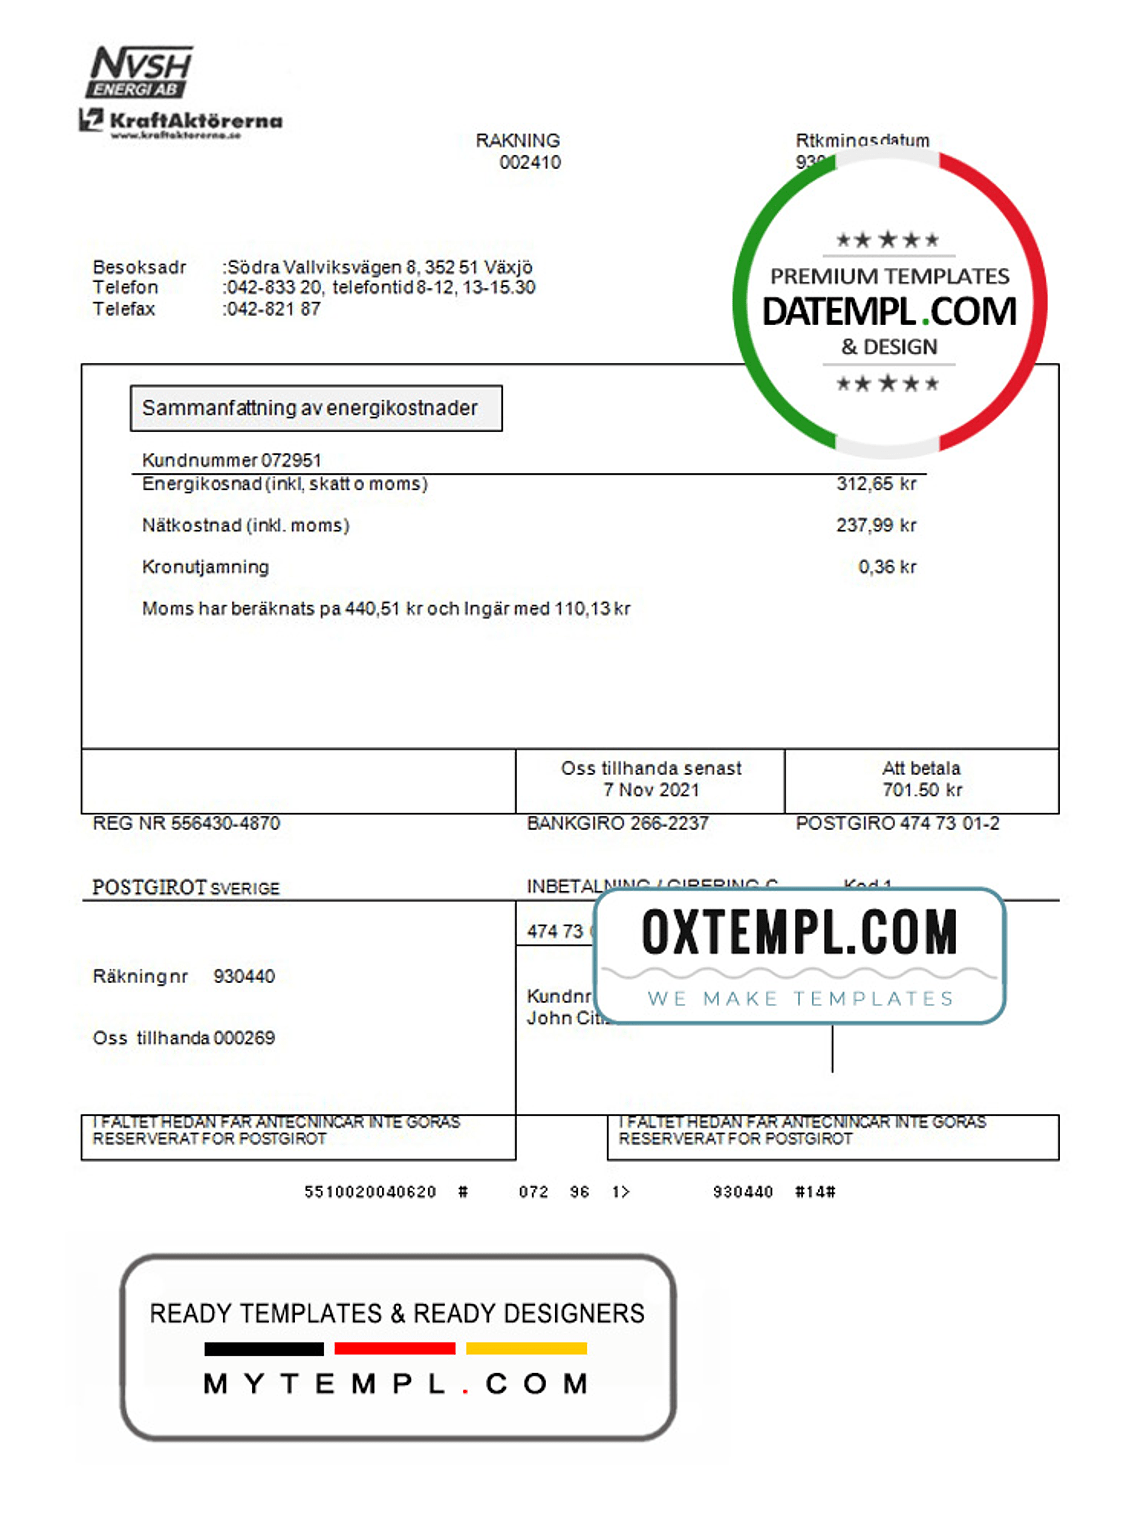 NVSH
ENERGI AB
KraftAktörerna
www.kraftaktorerna.se
RAKNING
002410
Rtkmingsdatum
★★★★★
PREMIUM TEMPLATES
DATEMPL.COM
& DESIGN
★★★★★
Besoksadr :Södra Vallviksvägen 8, 352 51 Växjö
Telefon :042-833 20, telefontid 8-12, 13-15.30
Telefax :042-821 87
Sammanfattning av energikostnader
Kundnummer 072951
Energikosnad (inkl, skatt o moms) 312,65 kr
Nätkostnad (inkl. moms) 237,99 kr
Kronutjamning 0,36 kr
Moms har beräknats pa 440,51 kr och Ingär med 110,13 kr
Oss tillhanda senast
7 Nov 2021
Att betala
701.50 kr
REG NR 556430-4870 BANKGIRO 266-2237 POSTGIRO 474 73 01-2
POSTGIROT SVERIGE INBETALNING / GIRERING C Kod 1
474 73
OXTEMPL.COM
WE MAKE TEMPLATES
Räkning nr 930440
Kundnr
John
Oss tillhanda 000269
I FALTET HEDAN FAR ANTECNINCAR INTE GORAS
RESERVERAT FOR POSTGIROT
I FALTET HEDAN FAR ANTECNINCAR INTE GORAS
RESERVERAT FOR POSTGIROT
5510020040620 # 072 96 1> 930440 #14#
READY TEMPLATES & READY DESIGNERS
MYTEMPL.COM